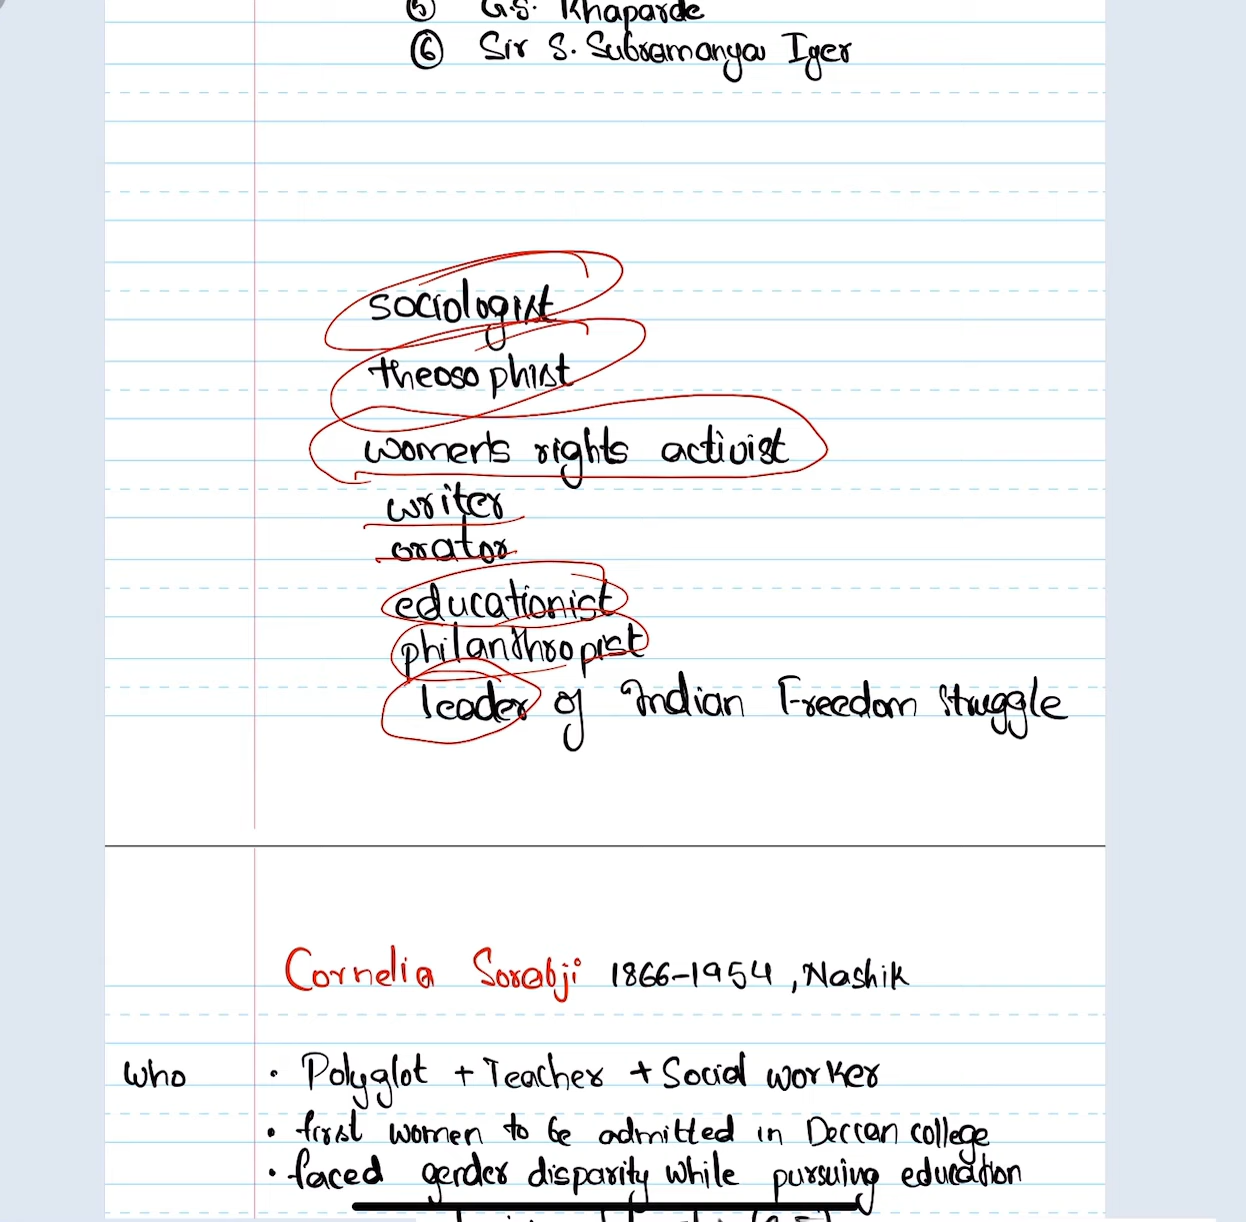 ⑤ G.S. Khaparde
⑥ Sir S. Subramanya Iger
sociologist
theosophist
women's rights activist
writer
orator
educationist
philanthropist
leader of Indian Freedom Struggle
Cornelia Sorabji 1866-1954, Nashik
who • Polyglot + Teacher + Social worker
• first women to be admitted in Deccan college
• faced gender disparity while pursuing education